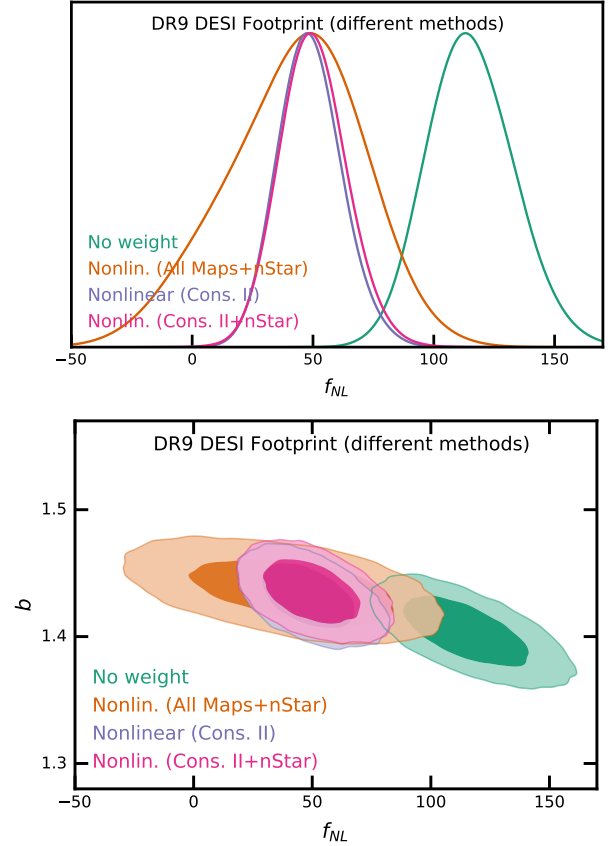 DR9 DESI Footprint (different methods)
No weight
Nonlin. (All Maps+nStar)
Nonlinear (Cons. II)
Nonlin. (Cons. II+nStar)
−50 0 50 100 150
f_NL
DR9 DESI Footprint (different methods)
1.5
b
1.4
No weight
Nonlin. (All Maps+nStar)
Nonlinear (Cons. II)
Nonlin. (Cons. II+nStar)
1.3
−50 0 50 100 150
f_NL